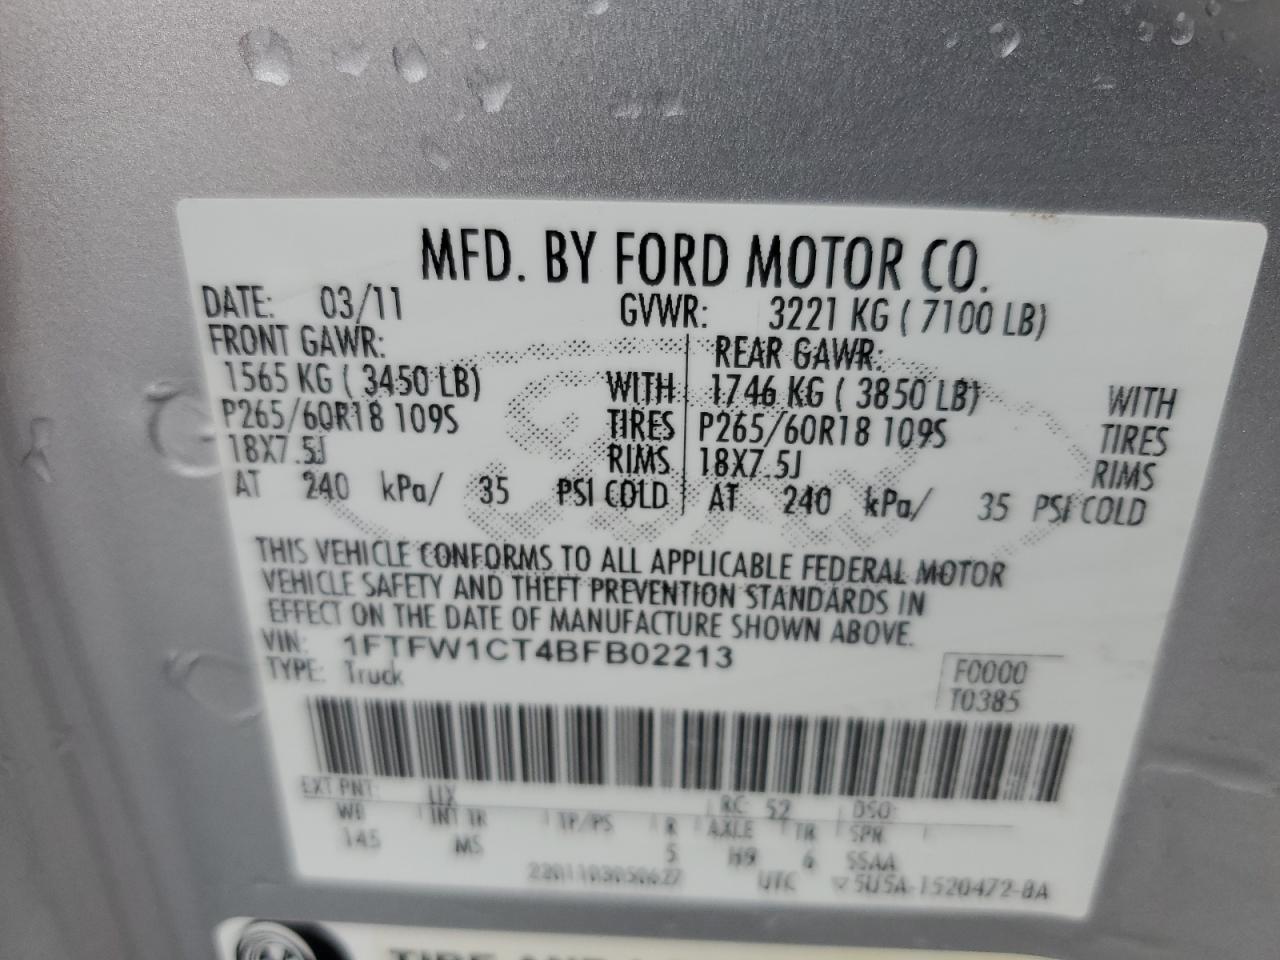 MFD. BY FORD MOTOR CO.
DATE: 03/11 GVWR: 3221 KG ( 7100 LB)
FRONT GAWR: REAR GAWR:
1565 KG ( 3450 LB) WITH 1746 KG ( 3850 LB) WITH
P265/60R18 109S TIRES P265/60R18 109S TIRES
18X7.5J RIMS 18X7.5J RIMS
AT 240 kPa/ 35 PSI COLD AT 240 kPa/ 35 PSI COLD
THIS VEHICLE CONFORMS TO ALL APPLICABLE FEDERAL MOTOR
VEHICLE SAFETY AND THEFT PREVENTION STANDARDS IN
EFFECT ON THE DATE OF MANUFACTURE SHOWN ABOVE.
VIN: 1FTFW1CT4BFB02213
TYPE: Truck
F0000
T0385
EXT PNT: UX RC: 52 DSO:
WB INT TR TP/PS R AXLE TR SPR
145 MS 5 H9 6 SSAA
UTC ▽5U5A-1520472-BA